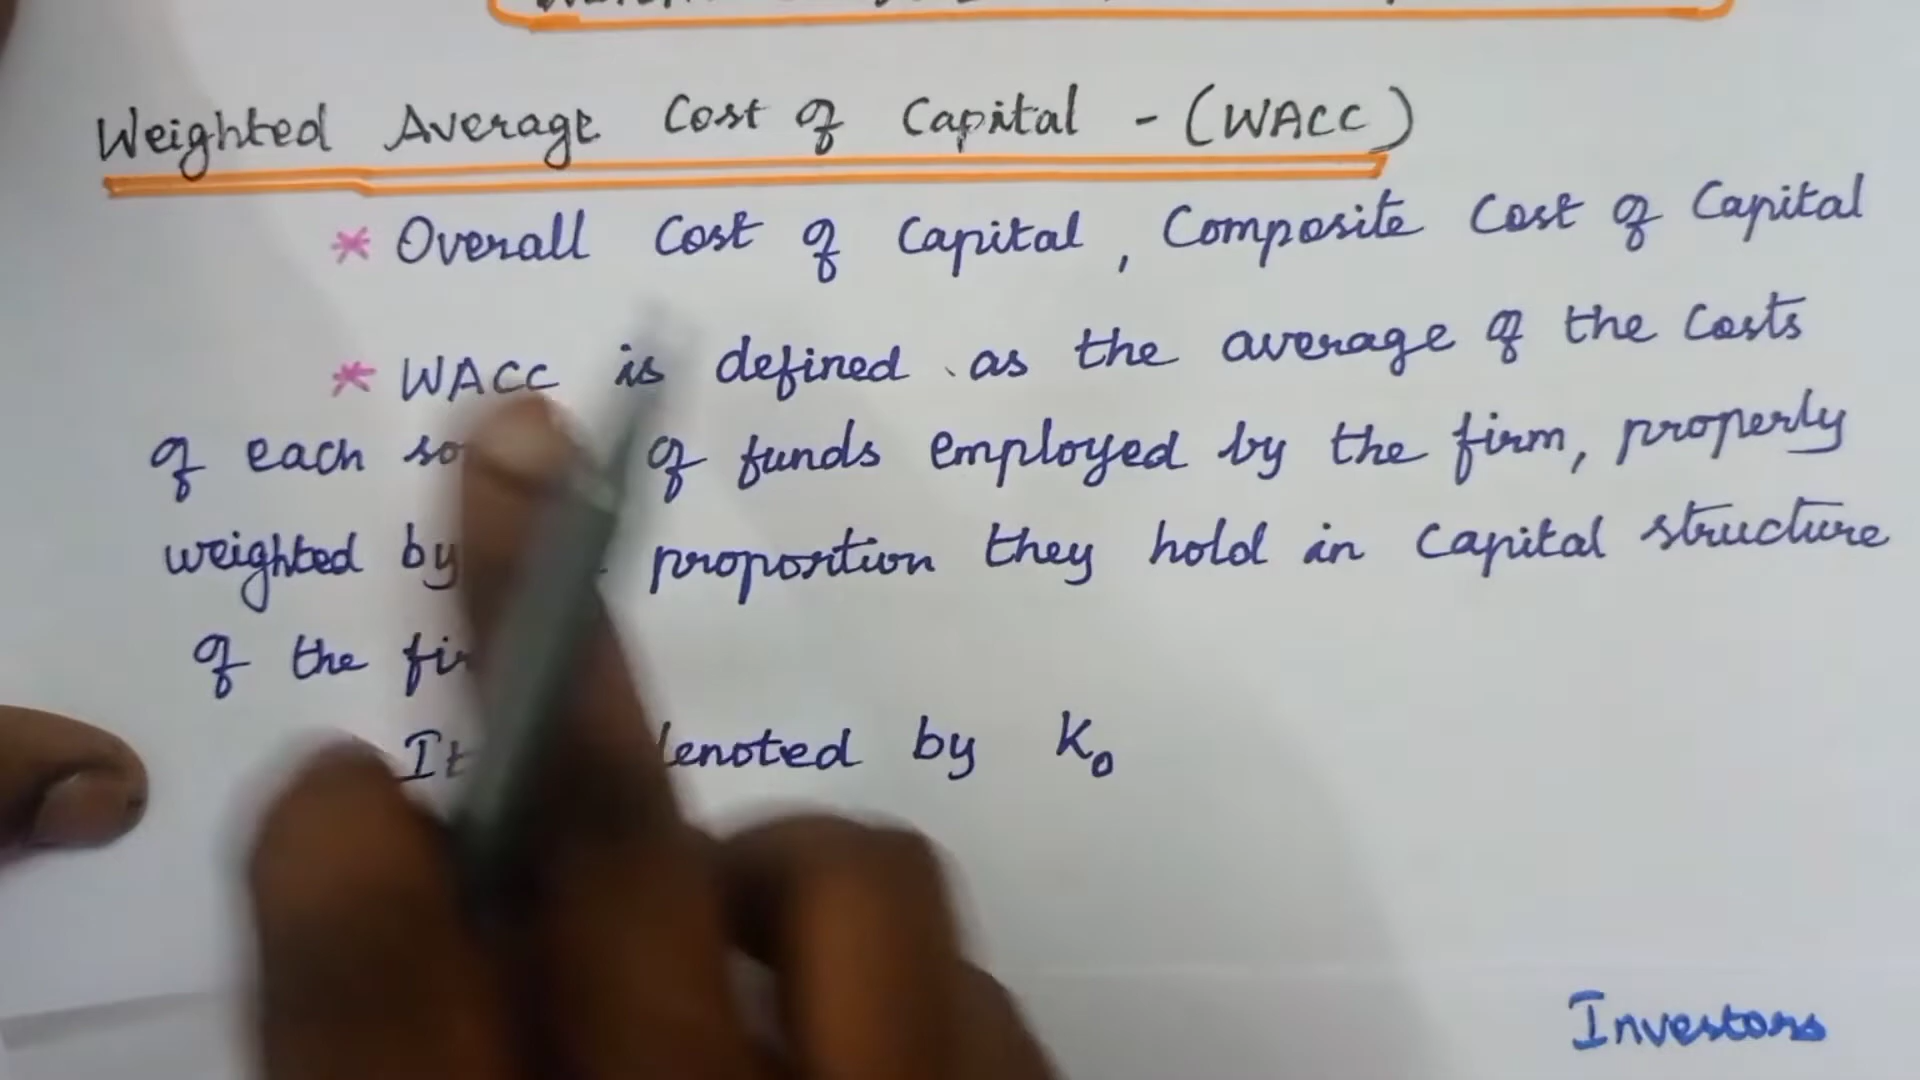 Weighted Average Cost of Capital - (WACC)
* Overall Cost of Capital, Composite Cost of Capital
* WACC is defined as the average of the Costs
of each of funds employed by the firm, properly
weighted by proportion they hold in Capital structure
of the
It by K₀
Investors